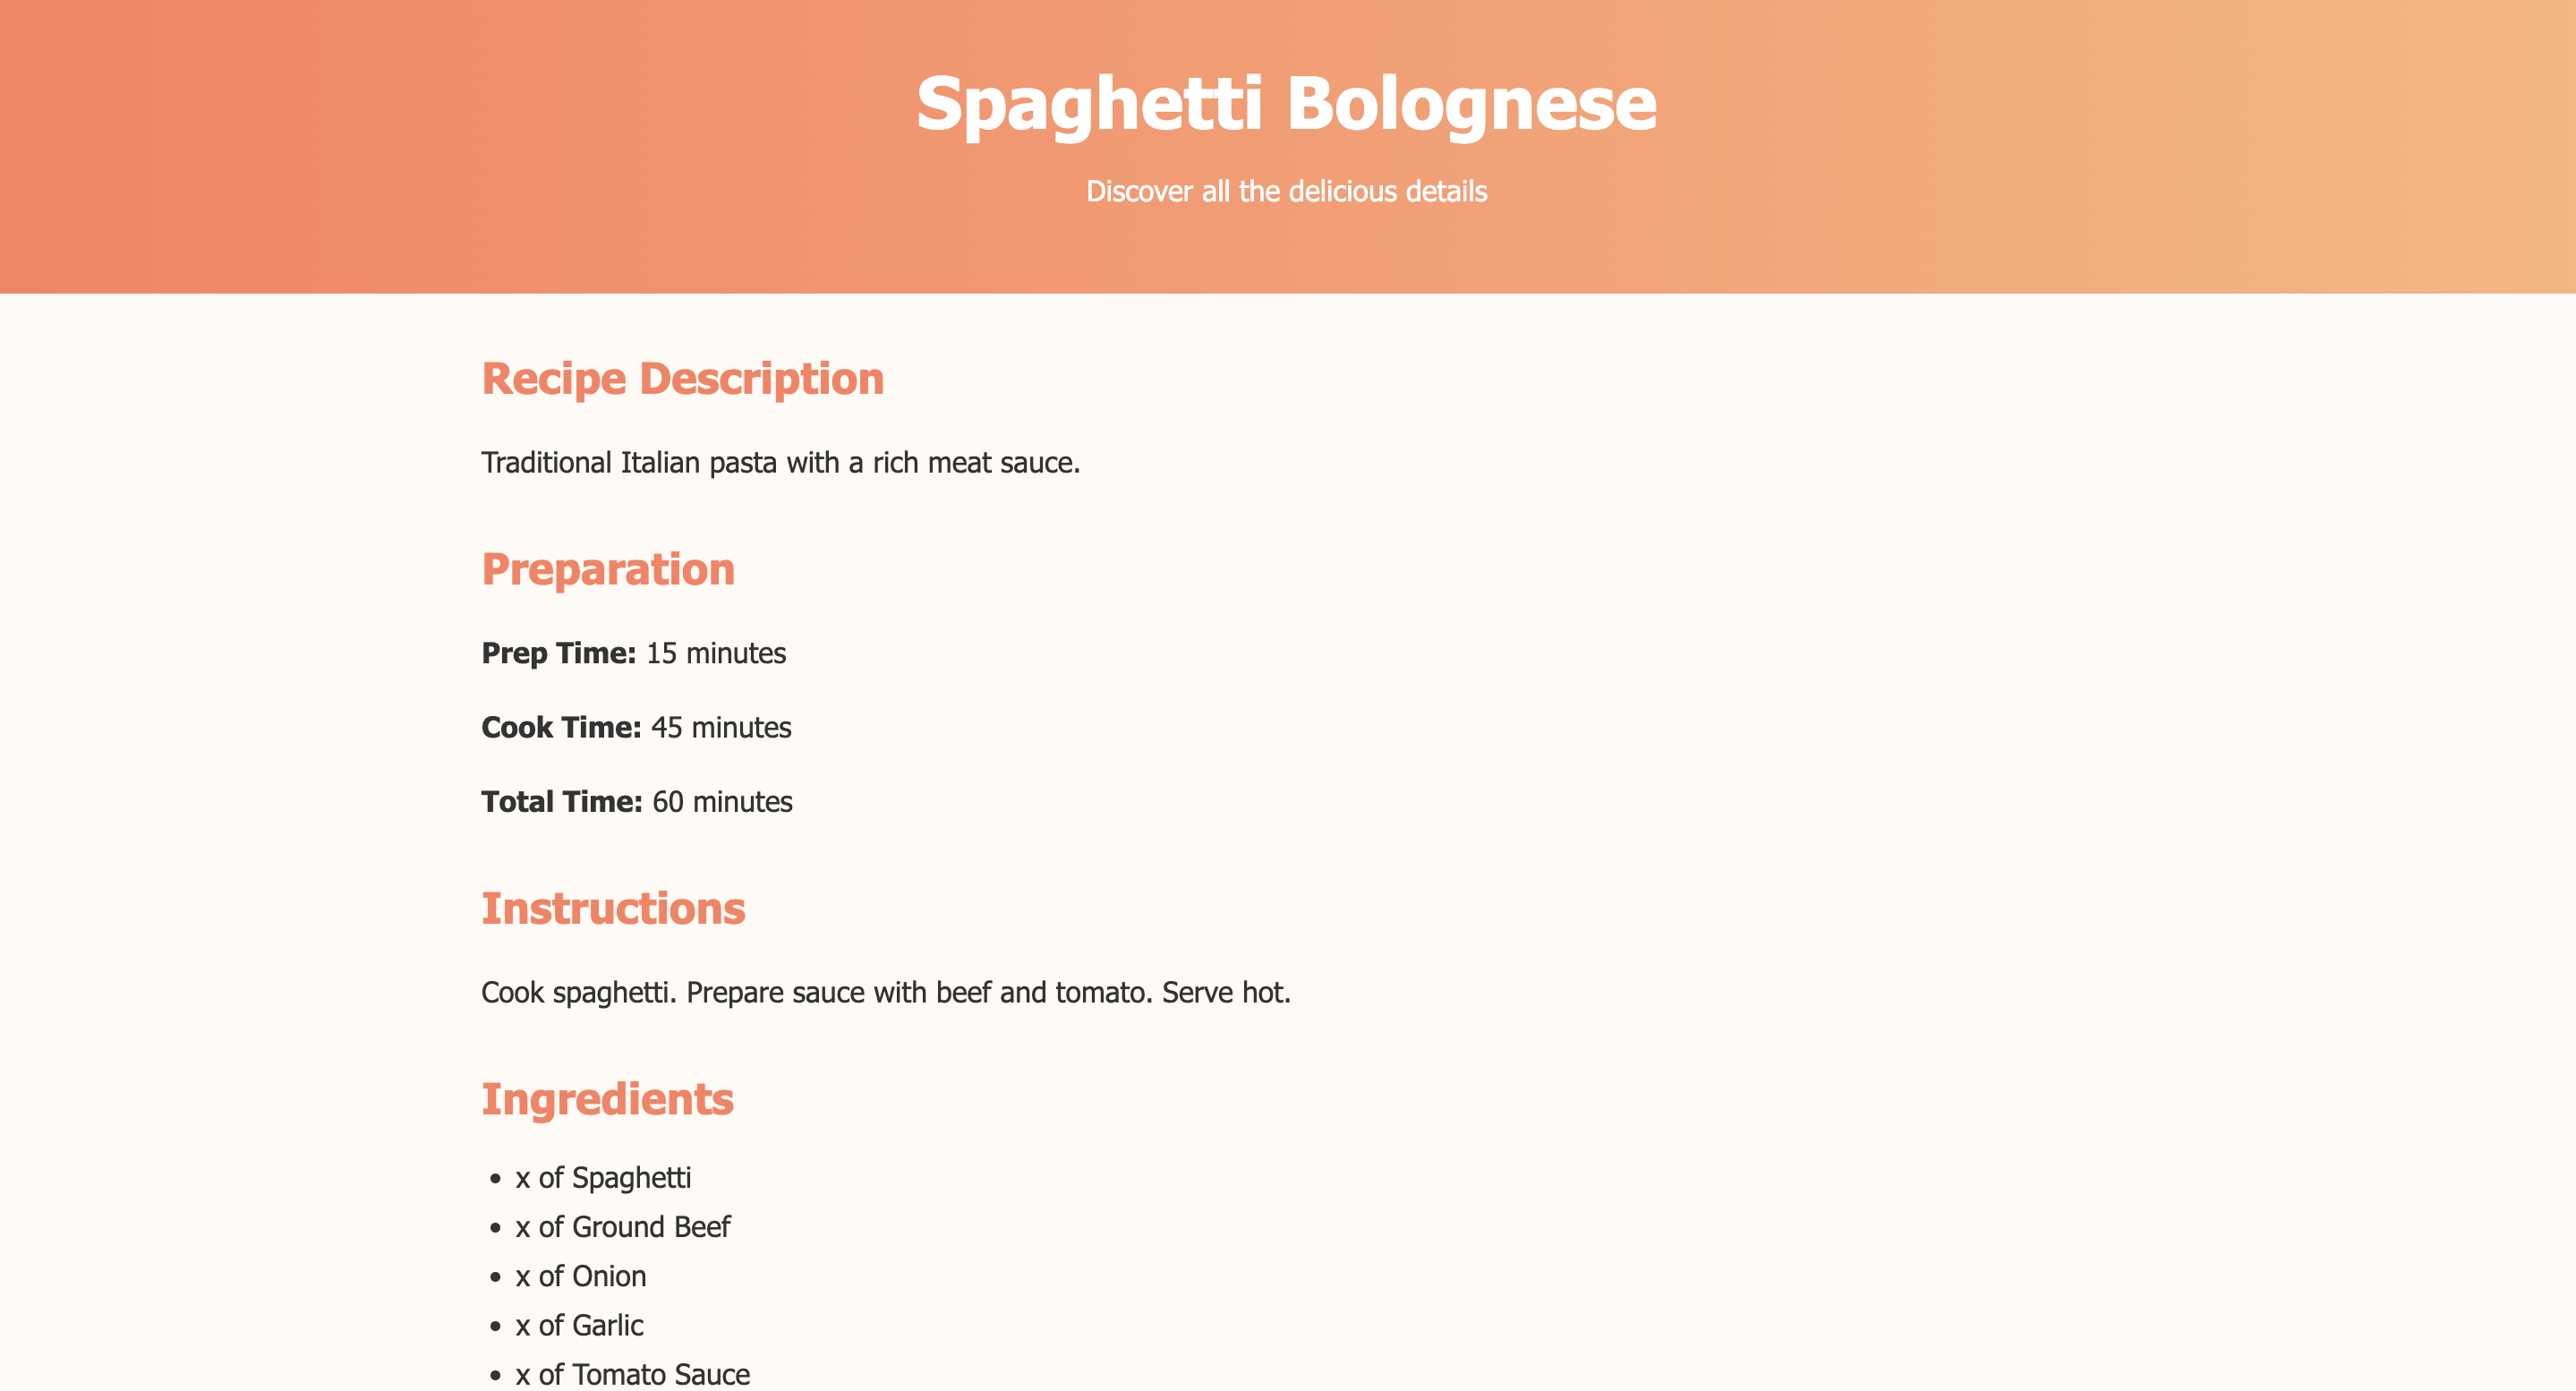 Spaghetti Bolognese
Discover all the delicious details
Recipe Description
Traditional Italian pasta with a rich meat sauce.
Preparation
Prep Time: 15 minutes
Cook Time: 45 minutes
Total Time: 60 minutes
Instructions
Cook spaghetti. Prepare sauce with beef and tomato. Serve hot.
Ingredients
• x of Spaghetti
• x of Ground Beef
• x of Onion
• x of Garlic
• x of Tomato Sauce